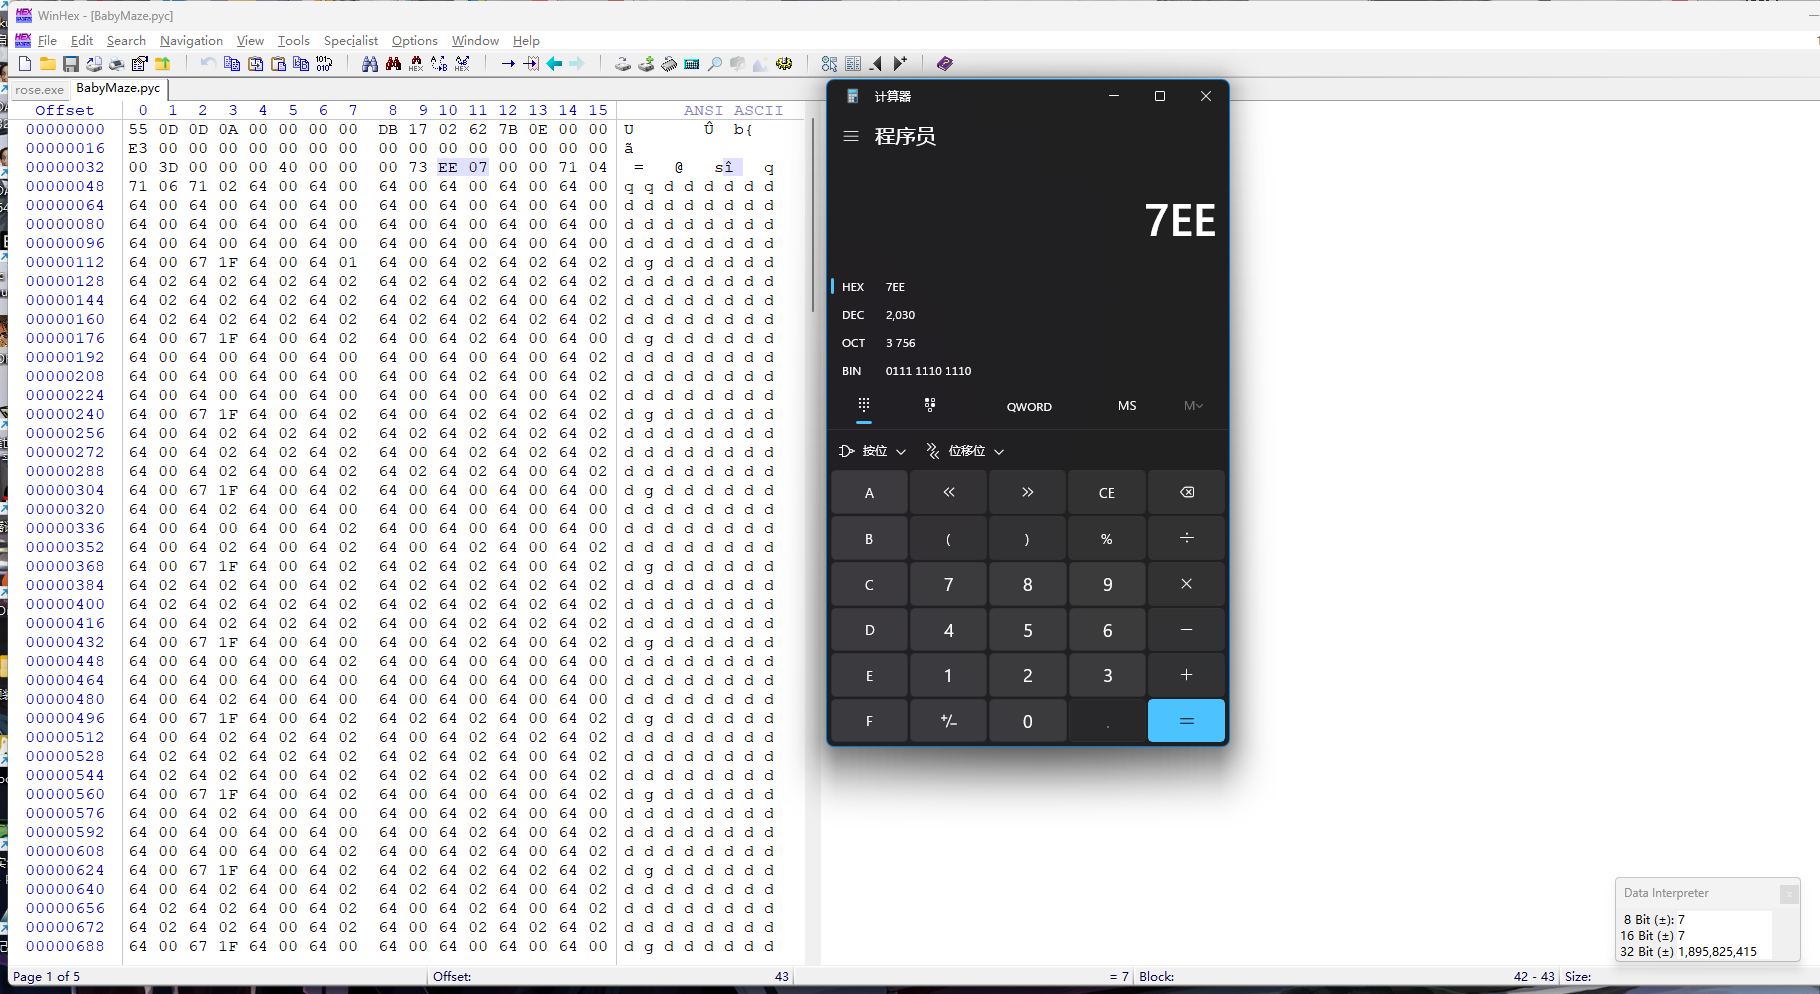 WinHex - [BabyMaze.pyc]
File Edit Search Navigation View Tools Specialist Options Window Help
rose.exe BabyMaze.pyc
Offset 0 1 2 3 4 5 6 7 8 9 10 11 12 13 14 15 ANSI ASCII
00000000 55 0D 0D 0A 00 00 00 00 DB 17 02 62 7B 0E 00 00 U Û b{
00000016 E3 00 00 00 00 00 00 00 00 00 00 00 00 00 00 00 ã
00000032 00 3D 00 00 00 40 00 00 00 73 EE 07 00 00 71 04 = @ sî q
00000048 71 06 71 02 64 00 64 00 64 00 64 00 64 00 64 00 q q d d d d d d
00000064 64 00 64 00 64 00 64 00 64 00 64 00 64 00 64 00 d d d d d d d d
00000080 64 00 64 00 64 00 64 00 64 00 64 00 64 00 64 00 d d d d d d d d
00000096 64 00 64 00 64 00 64 00 64 00 64 00 64 00 64 00 d d d d d d d d
00000112 64 00 67 1F 64 00 64 01 64 00 64 02 64 02 64 02 d g d d d d d d
00000128 64 02 64 02 64 02 64 02 64 02 64 02 64 02 64 02 d d d d d d d d
00000144 64 02 64 02 64 02 64 02 64 02 64 02 64 00 64 02 d d d d d d d d
00000160 64 02 64 02 64 02 64 02 64 02 64 02 64 02 64 02 d d d d d d d d
00000176 64 00 67 1F 64 00 64 02 64 00 64 00 64 00 64 00 d g d d d d d d
00000192 64 00 64 00 64 00 64 00 64 00 64 00 64 00 64 02 d d d d d d d d
00000208 64 00 64 00 64 00 64 00 64 00 64 02 64 00 64 02 d d d d d d d d
00000224 64 00 64 00 64 00 64 00 64 00 64 00 64 00 64 00 d d d d d d d d
00000240 64 00 67 1F 64 00 64 02 64 00 64 02 64 02 64 02 d g d d d d d d
00000256 64 00 64 02 64 02 64 02 64 02 64 02 64 02 64 02 d d d d d d d d
00000272 64 00 64 02 64 02 64 02 64 00 64 02 64 00 64 02 d d d d d d d d
00000288 64 00 64 02 64 00 64 02 64 02 64 02 64 00 64 02 d d d d d d d d
00000304 64 00 67 1F 64 00 64 02 64 00 64 00 64 00 64 00 d g d d d d d d
00000320 64 00 64 02 64 00 64 00 64 00 64 00 64 00 64 00 d d d d d d d d
00000336 64 00 64 00 64 00 64 02 64 00 64 00 64 00 64 02 d d d d d d d d
00000352 64 00 64 02 64 00 64 02 64 00 64 02 64 00 64 02 d d d d d d d d
00000368 64 00 67 1F 64 00 64 02 64 02 64 02 64 00 64 02 d g d d d d d d
00000384 64 02 64 02 64 00 64 02 64 00 64 02 64 02 64 02 d d d d d d d d
00000400 64 02 64 02 64 02 64 02 64 00 64 02 64 00 64 02 d d d d d d d d
00000416 64 00 64 02 64 02 64 02 64 00 64 02 64 02 64 02 d d d d d d d d
00000432 64 00 67 1F 64 00 64 00 64 00 64 02 64 00 64 02 d g d d d d d d
00000448 64 00 64 00 64 00 64 02 64 00 64 00 64 00 64 00 d d d d d d d d
00000464 64 00 64 00 64 00 64 00 64 00 64 02 64 00 64 00 d d d d d d d d
00000480 64 00 64 02 64 00 64 00 64 00 64 00 64 00 64 02 d d d d d d d d
00000496 64 00 67 1F 64 00 64 02 64 02 64 02 64 00 64 02 d g d d d d d d
00000512 64 00 64 02 64 02 64 02 64 00 64 02 64 02 64 02 d d d d d d d d
00000528 64 02 64 02 64 02 64 02 64 02 64 02 64 00 64 02 d d d d d d d d
00000544 64 02 64 02 64 00 64 02 64 02 64 02 64 00 64 02 d d d d d d d d
00000560 64 00 67 1F 64 00 64 02 64 00 64 00 64 00 64 02 d g d d d d d d
00000576 64 00 64 02 64 00 64 00 64 00 64 02 64 00 64 00 d d d d d d d d
00000592 64 00 64 00 64 00 64 00 64 00 64 02 64 00 64 02 d d d d d d d d
00000608 64 00 64 00 64 00 64 02 64 00 64 02 64 00 64 02 d d d d d d d d
00000624 64 00 67 1F 64 00 64 02 64 00 64 02 64 02 64 02 d g d d d d d d
00000640 64 00 64 02 64 00 64 02 64 02 64 02 64 00 64 02 d d d d d d d d
00000656 64 02 64 02 64 00 64 02 64 00 64 02 64 00 64 02 d d d d d d d d
00000672 64 02 64 02 64 02 64 02 64 00 64 02 64 02 64 02 d d d d d d d d
00000688 64 00 67 1F 64 00 64 00 64 00 64 00 64 00 64 00 d g d d d d d d
Page 1 of 5 Offset: 43 = 7 Block: 42 - 43 Size:
计算器
程序员
7EE
HEX 7EE
DEC 2,030
OCT 3 756
BIN 0111 1110 1110
QWORD MS M
按位 位移位
A « » CE
B ( ) % ÷
C 7 8 9 ×
D 4 5 6 −
E 1 2 3 +
F +/− 0 . =
Data Interpreter
8 Bit (±): 7
16 Bit (±) 7
32 Bit (±) 1,895,825,415